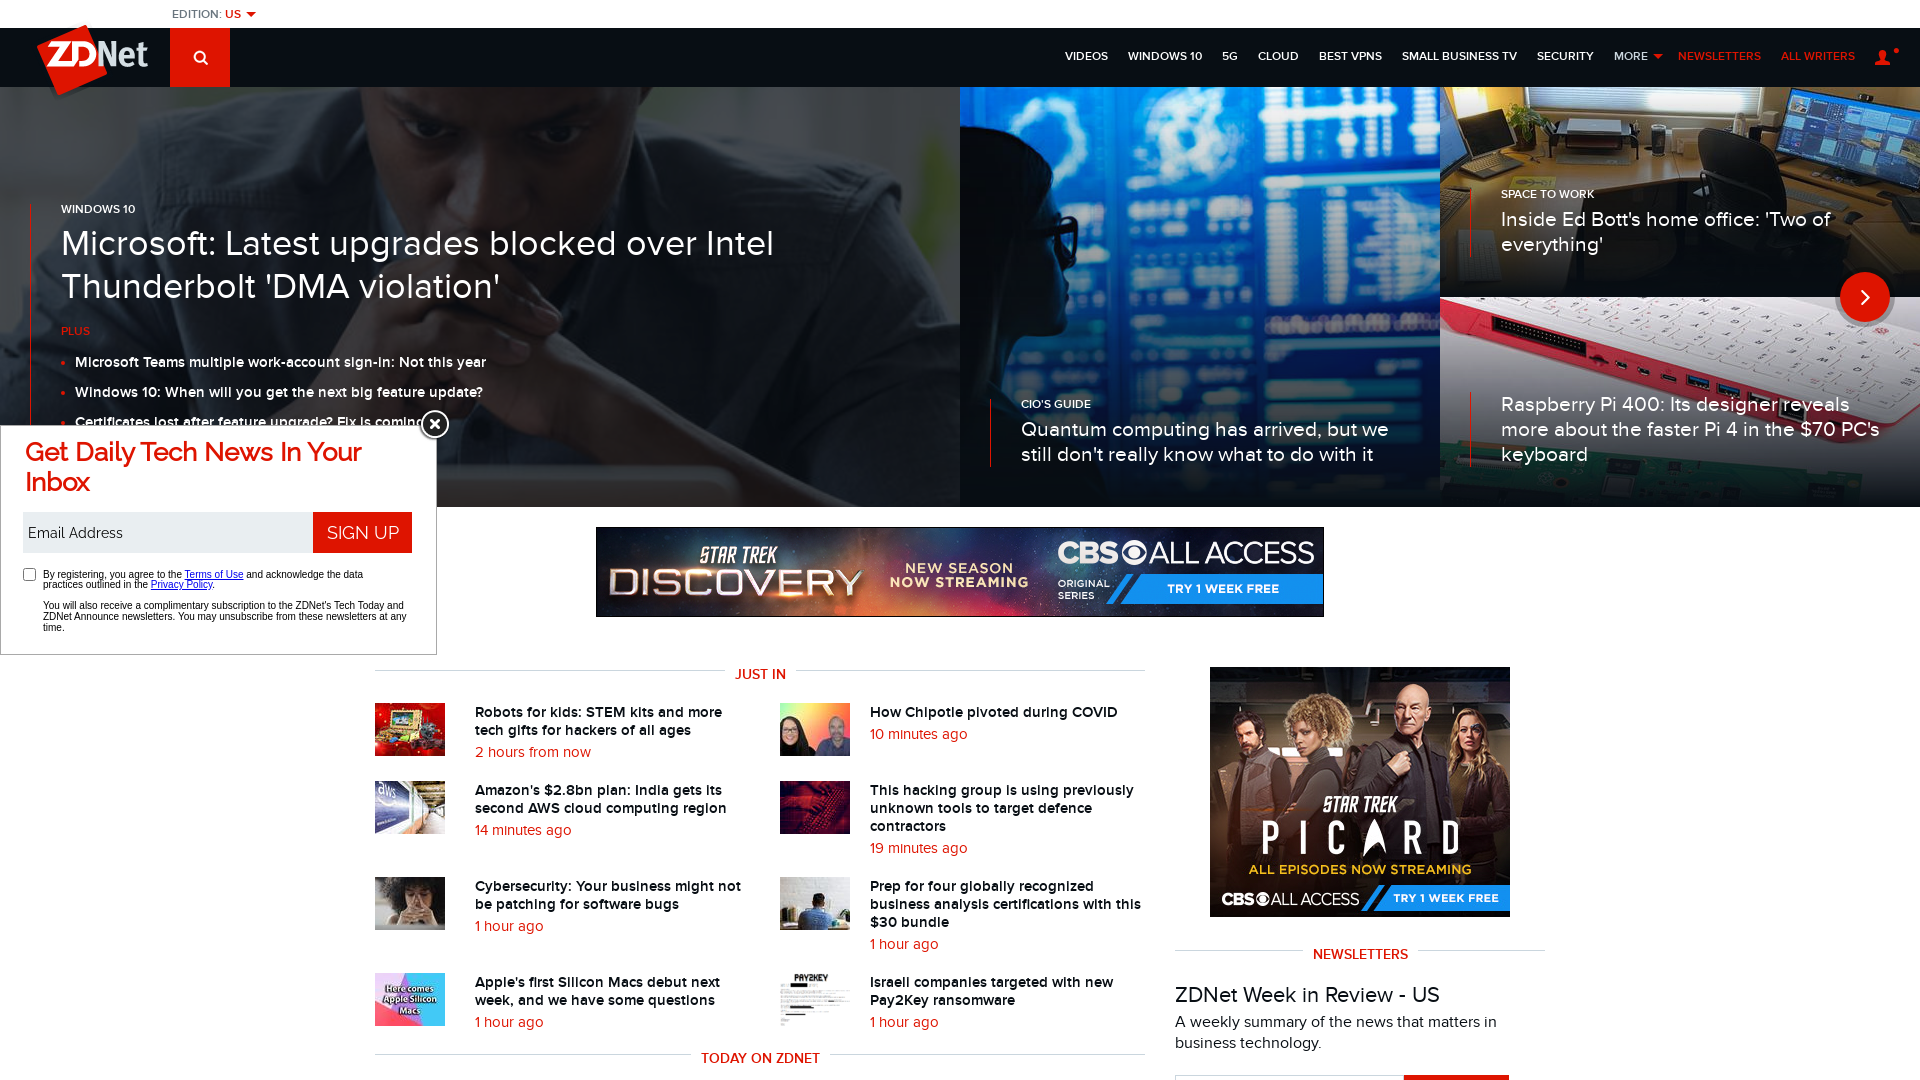 EDITION: US
ZDNet
VIDEOS WINDOWS 10 5G CLOUD BEST VPNS SMALL BUSINESS TV SECURITY MORE NEWSLETTERS ALL WRITERS
WINDOWS 10
Microsoft: Latest upgrades blocked over Intel
Thunderbolt 'DMA violation'
PLUS
Microsoft Teams multiple work-account sign-in: Not this year
Windows 10: When will you get the next big feature update?
Certificates lost after feature upgrade? Fix is coming
CIO'S GUIDE
Quantum computing has arrived, but we
still don't really know what to do with it
SPACE TO WORK
Inside Ed Bott's home office: 'Two of
everything'
Raspberry Pi 400: Its designer reveals
more about the faster Pi 4 in the $70 PC's
keyboard
Get Daily Tech News In Your
Inbox
Email Address
SIGN UP
By registering, you agree to the Terms of Use and acknowledge the data
practices outlined in the Privacy Policy.
You will also receive a complimentary subscription to the ZDNet's Tech Today and
ZDNet Announce newsletters. You may unsubscribe from these newsletters at any
time.
STAR TREK
DISCOVERY
NEW SEASON
NOW STREAMING
CBS ALL ACCESS
ORIGINAL
SERIES
TRY 1 WEEK FREE
JUST IN
Robots for kids: STEM kits and more
tech gifts for hackers of all ages
2 hours from now
How Chipotle pivoted during COVID
10 minutes ago
aws
Amazon's $2.8bn plan: India gets its
second AWS cloud computing region
14 minutes ago
This hacking group is using previously
unknown tools to target defence
contractors
19 minutes ago
Cybersecurity: Your business might not
be patching for software bugs
1 hour ago
Prep for four globally recognized
business analysis certifications with this
$30 bundle
1 hour ago
Here comes
Apple Silicon
Macs
Apple's first Silicon Macs debut next
week, and we have some questions
1 hour ago
PAY2KEY
Israeli companies targeted with new
Pay2Key ransomware
1 hour ago
TODAY ON ZDNET
STAR TREK
PICARD
ALL EPISODES NOW STREAMING
CBS ALL ACCESS
TRY 1 WEEK FREE
NEWSLETTERS
ZDNet Week in Review - US
A weekly summary of the news that matters in
business technology.